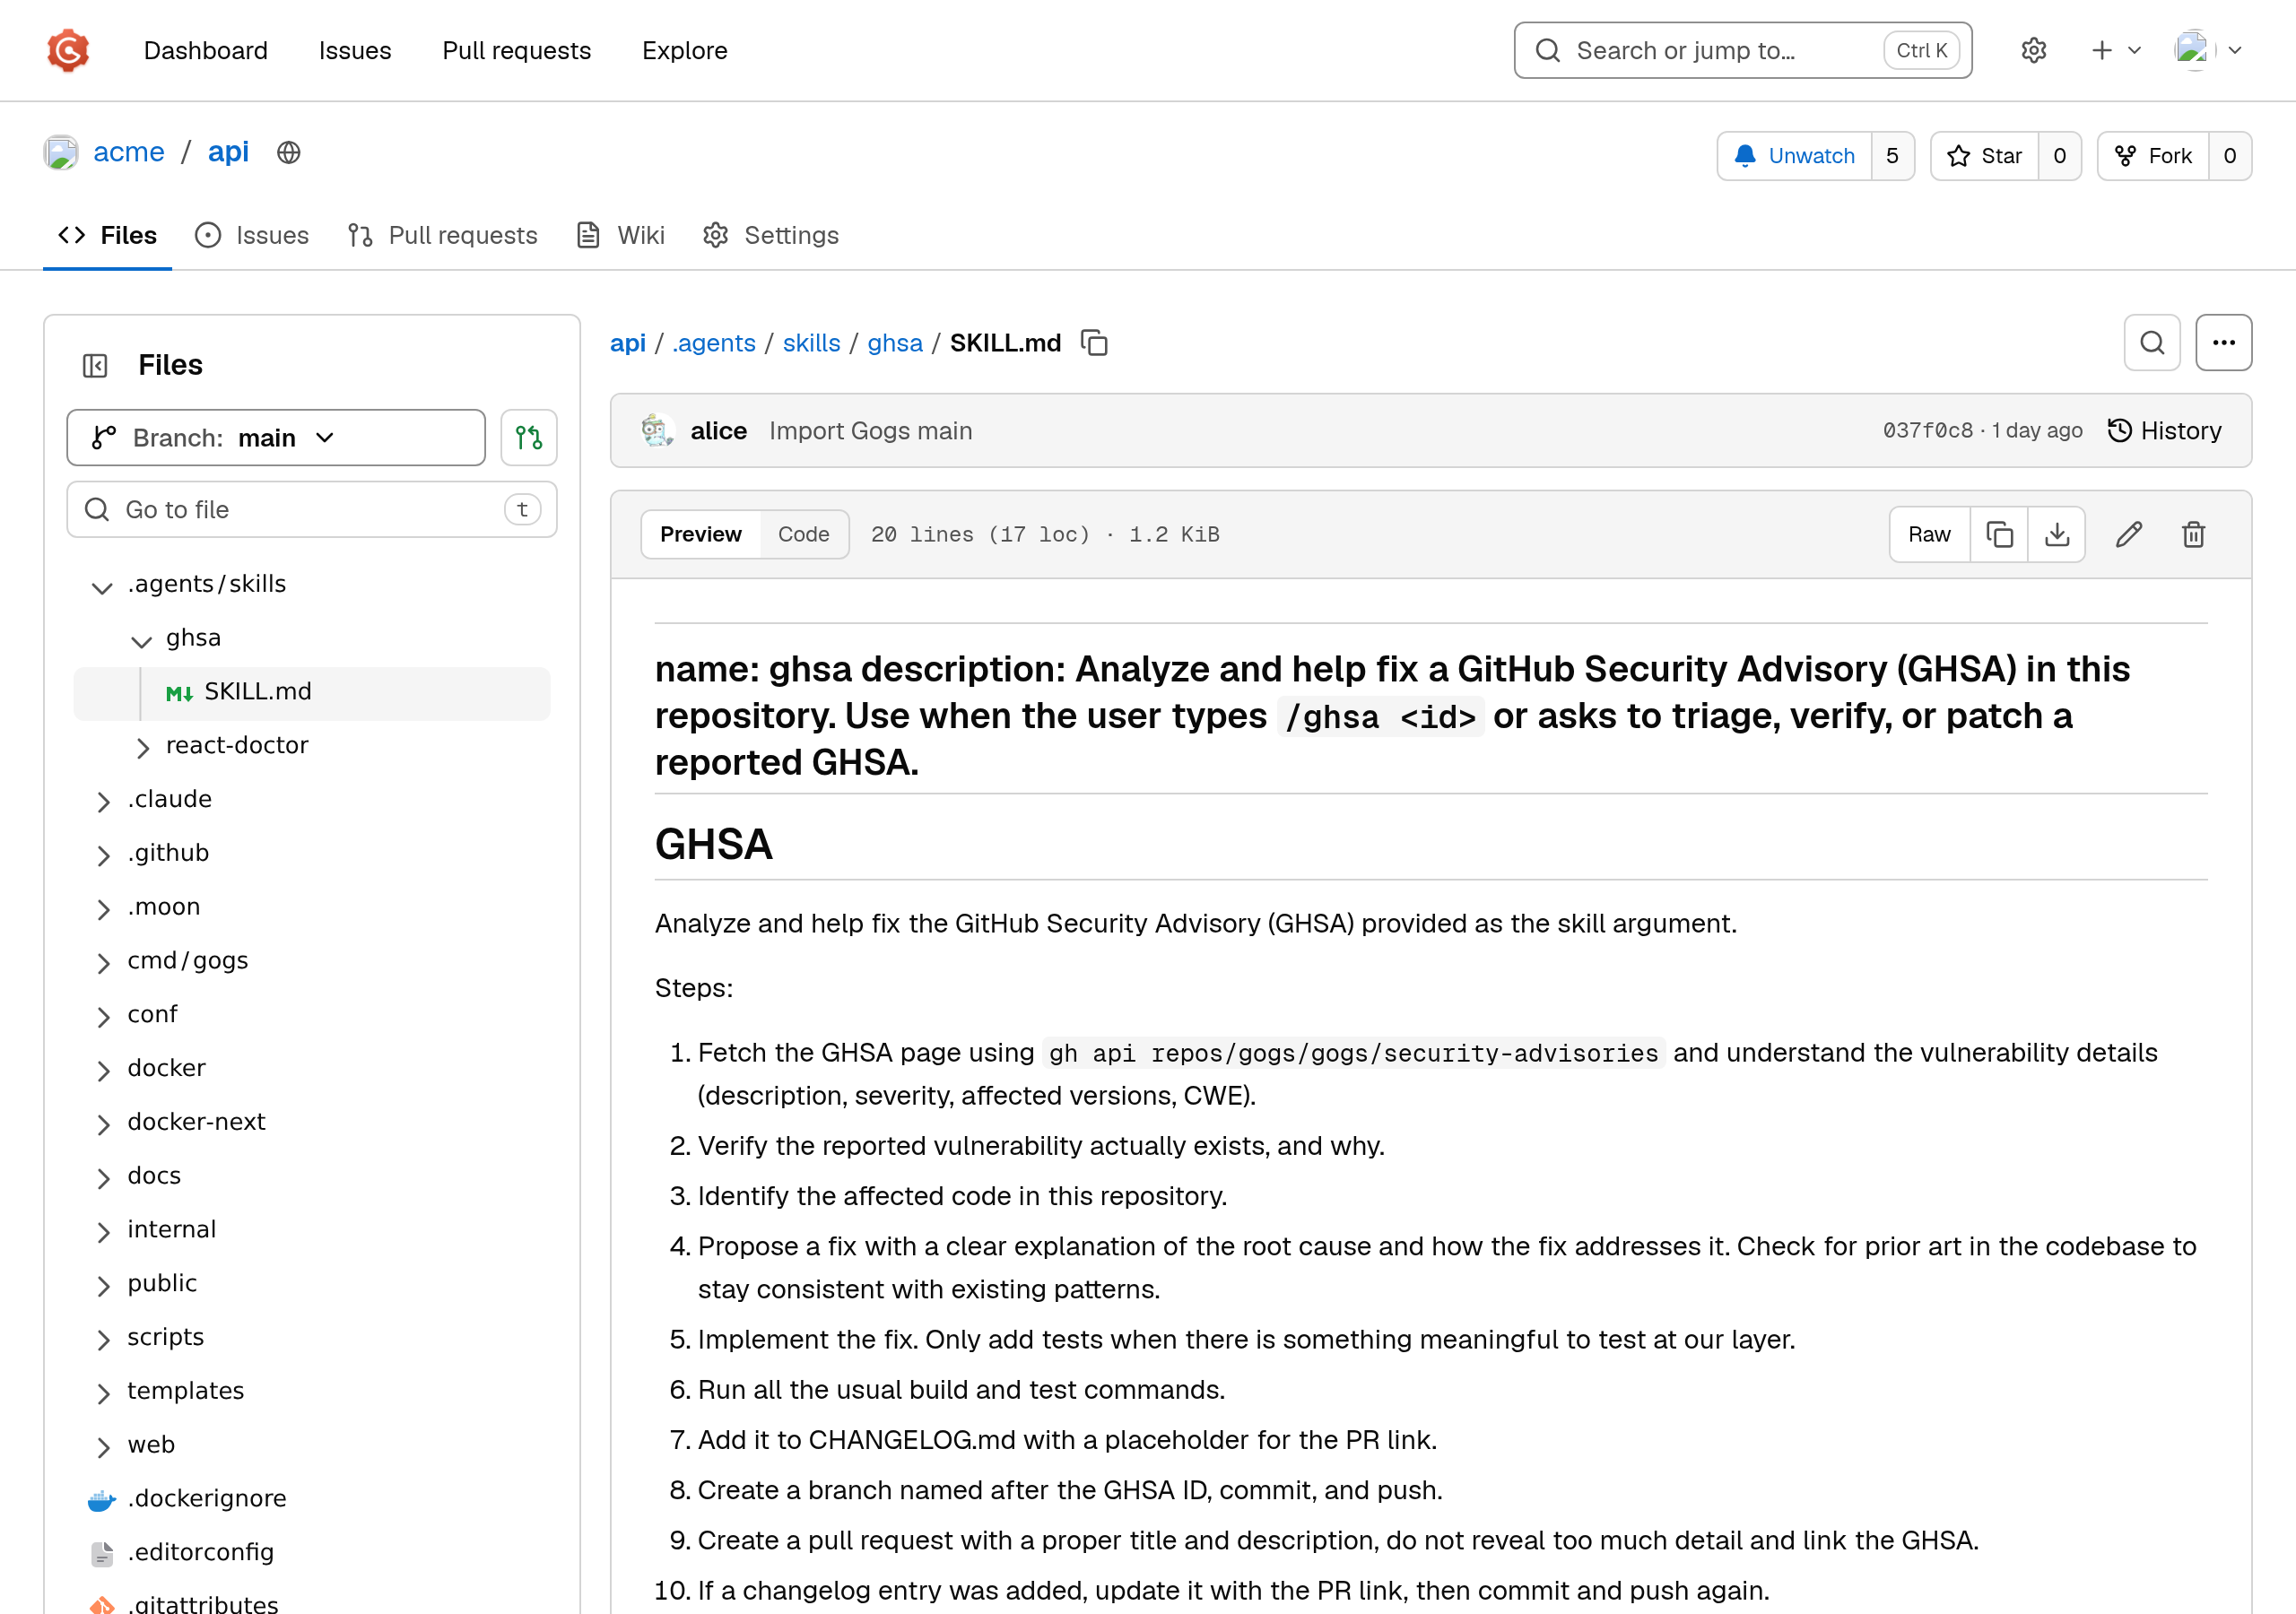 Dashboard Issues Pull requests Explore Search or jump to... Ctrl K
acme / api Unwatch 5 Star 0 Fork 0
Files Issues Pull requests Wiki Settings
Files
Branch: main
Go to file t
.agents/skills
ghsa
SKILL.md
react-doctor
.claude
.github
.moon
cmd/gogs
conf
docker
docker-next
docs
internal
public
scripts
templates
web
.dockerignore
.editorconfig
.gitattributes
api / .agents / skills / ghsa / SKILL.md
alice Import Gogs main 037f0c8 · 1 day ago History
Preview Code 20 lines (17 loc) · 1.2 KiB Raw
name: ghsa description: Analyze and help fix a GitHub Security Advisory (GHSA) in this
repository. Use when the user types /ghsa <id> or asks to triage, verify, or patch a
reported GHSA.
GHSA
Analyze and help fix the GitHub Security Advisory (GHSA) provided as the skill argument.
Steps:
1. Fetch the GHSA page using gh api repos/gogs/gogs/security-advisories and understand the vulnerability details
(description, severity, affected versions, CWE).
2. Verify the reported vulnerability actually exists, and why.
3. Identify the affected code in this repository.
4. Propose a fix with a clear explanation of the root cause and how the fix addresses it. Check for prior art in the codebase to
stay consistent with existing patterns.
5. Implement the fix. Only add tests when there is something meaningful to test at our layer.
6. Run all the usual build and test commands.
7. Add it to CHANGELOG.md with a placeholder for the PR link.
8. Create a branch named after the GHSA ID, commit, and push.
9. Create a pull request with a proper title and description, do not reveal too much detail and link the GHSA.
10. If a changelog entry was added, update it with the PR link, then commit and push again.